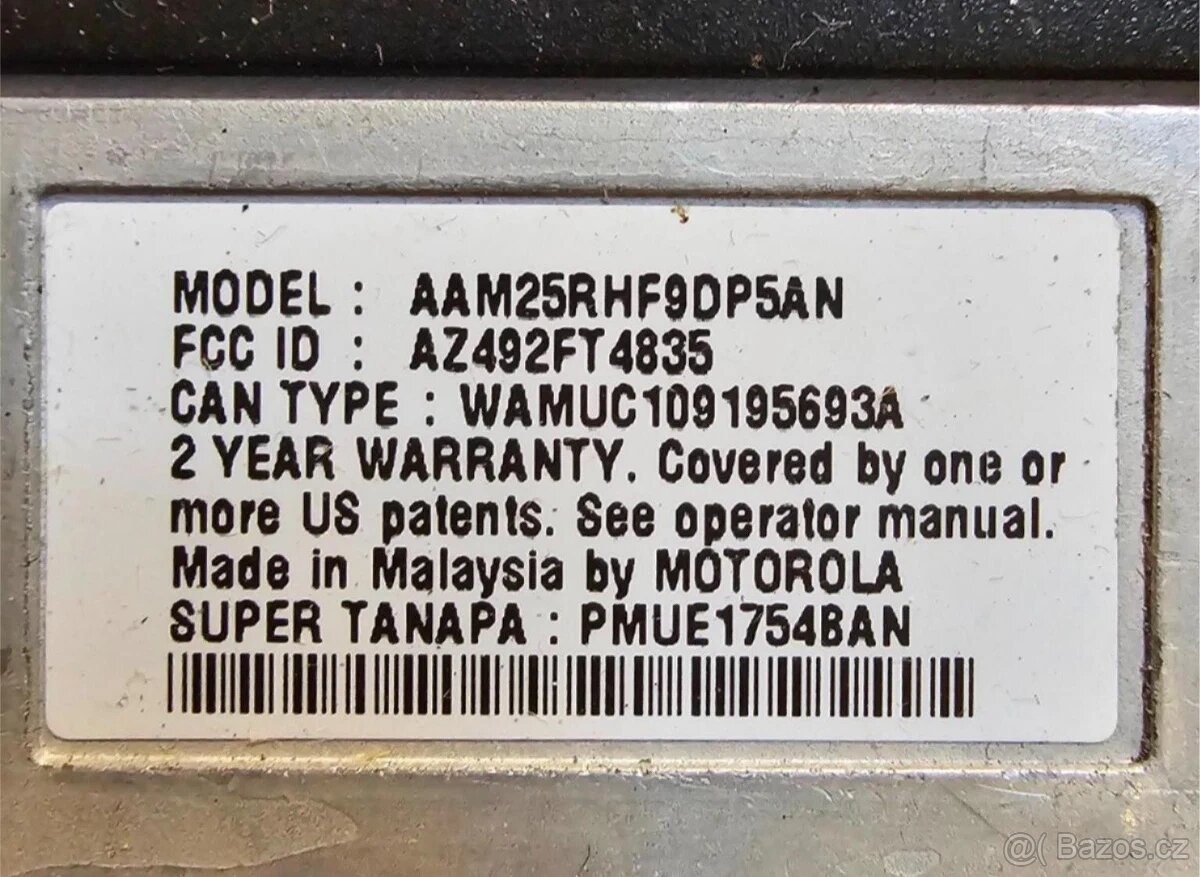 MODEL : AAM25RHF9DP5AN
FCC ID : AZ492FT4835
CAN TYPE : WAMUC109195693A
2 YEAR WARRANTY. Covered by one or
more US patents. See operator manual.
Made in Malaysia by MOTOROLA
SUPER TANAPA : PMUE1754BAN
@( Bazos.cz